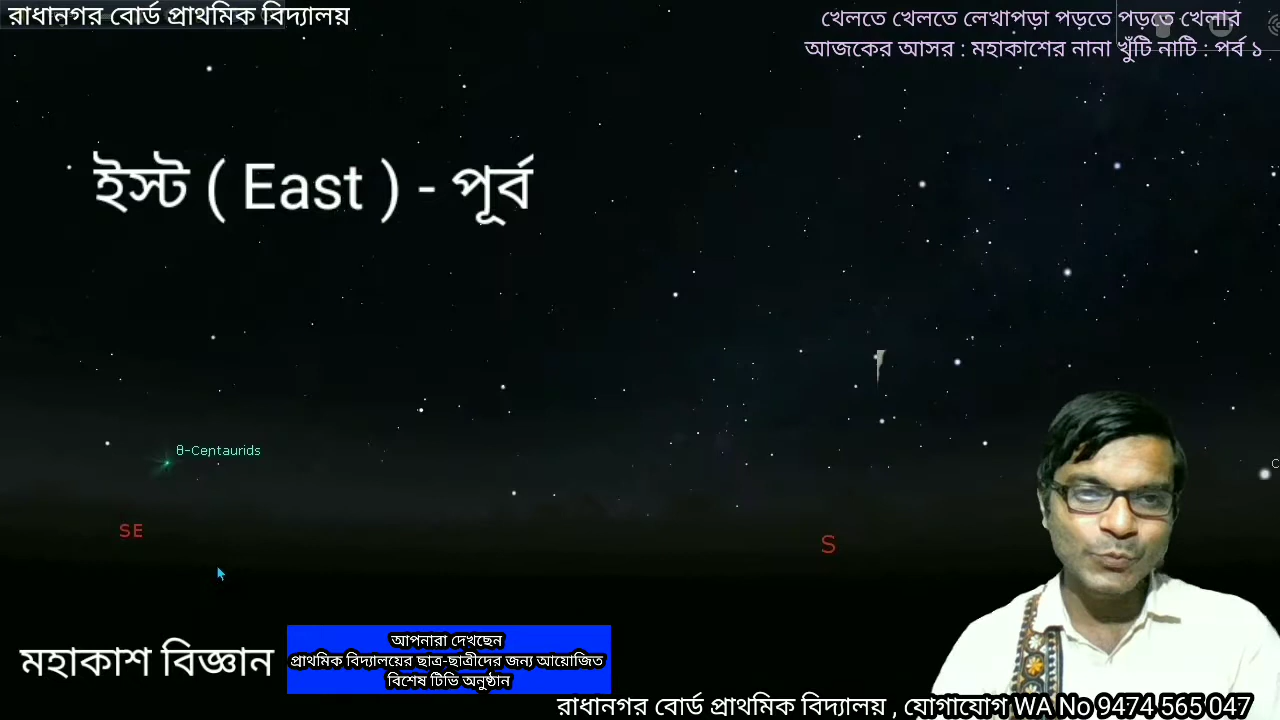 রাধানগর বোর্ড প্রাথমিক বিদ্যালয়
খেলতে খেলতে লেখাপড়া পড়তে পড়তে খেলার
আজকের আসর : মহাকাশের নানা খুঁটি নাটি : পর্ব ১
ইস্ট ( East ) - পূর্ব
θ-Centaurids
SE
S
মহাকাশ বিজ্ঞান
আপনারা দেখছেন
প্রাথমিক বিদ্যালয়ের ছাত্র-ছাত্রীদের জন্য আয়োজিত
বিশেষ টিভি অনুষ্ঠান
রাধানগর বোর্ড প্রাথমিক বিদ্যালয় , যোগাযোগ WA No 9474 565 047